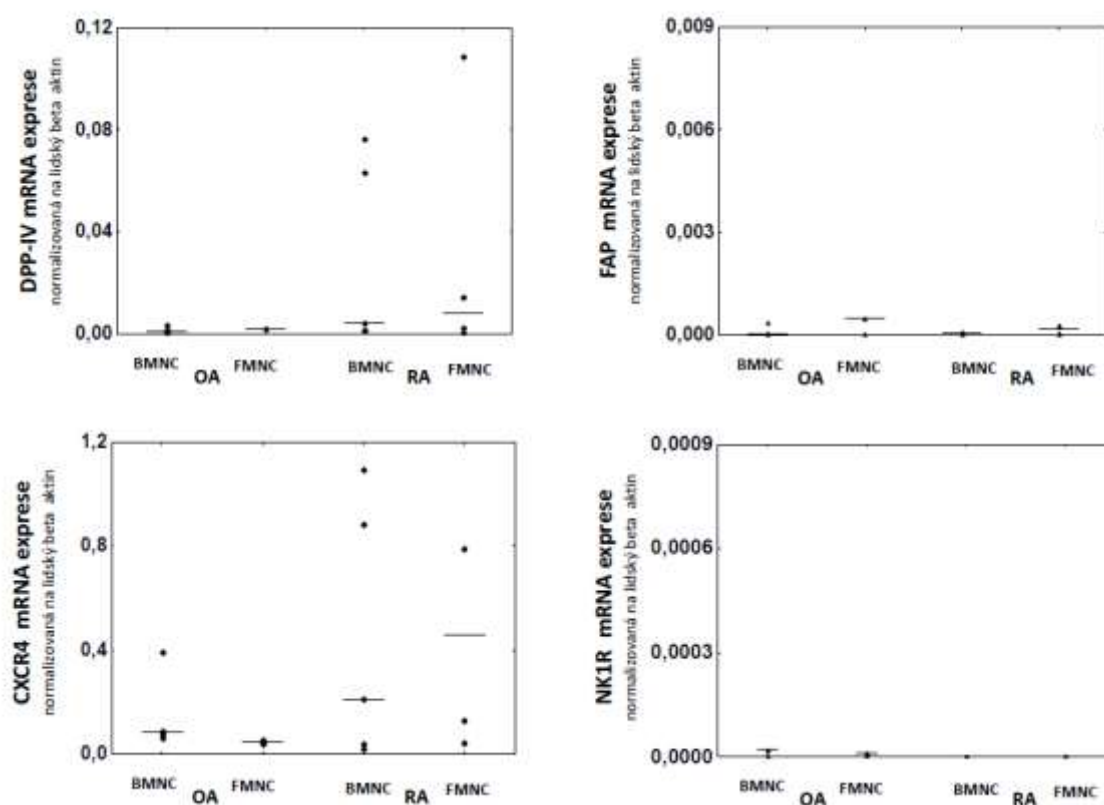 DPP-IV mRNA exprese
normalizovaná na lidský beta aktin
0,12
0,08
0,04
0,00
BMNC FMNC BMNC FMNC
OA RA
FAP mRNA exprese
normalizovaná na lidský beta aktin
0,009
0,006
0,003
0,000
BMNC FMNC BMNC FMNC
OA RA
CXCR4 mRNA exprese
normalizovaná na lidský beta aktin
1,2
0,8
0,4
0,0
BMNC FMNC BMNC FMNC
OA RA
NK1R mRNA exprese
normalizovaná na lidský beta aktin
0,0009
0,0006
0,0003
0,0000
BMNC FMNC BMNC FMNC
OA RA